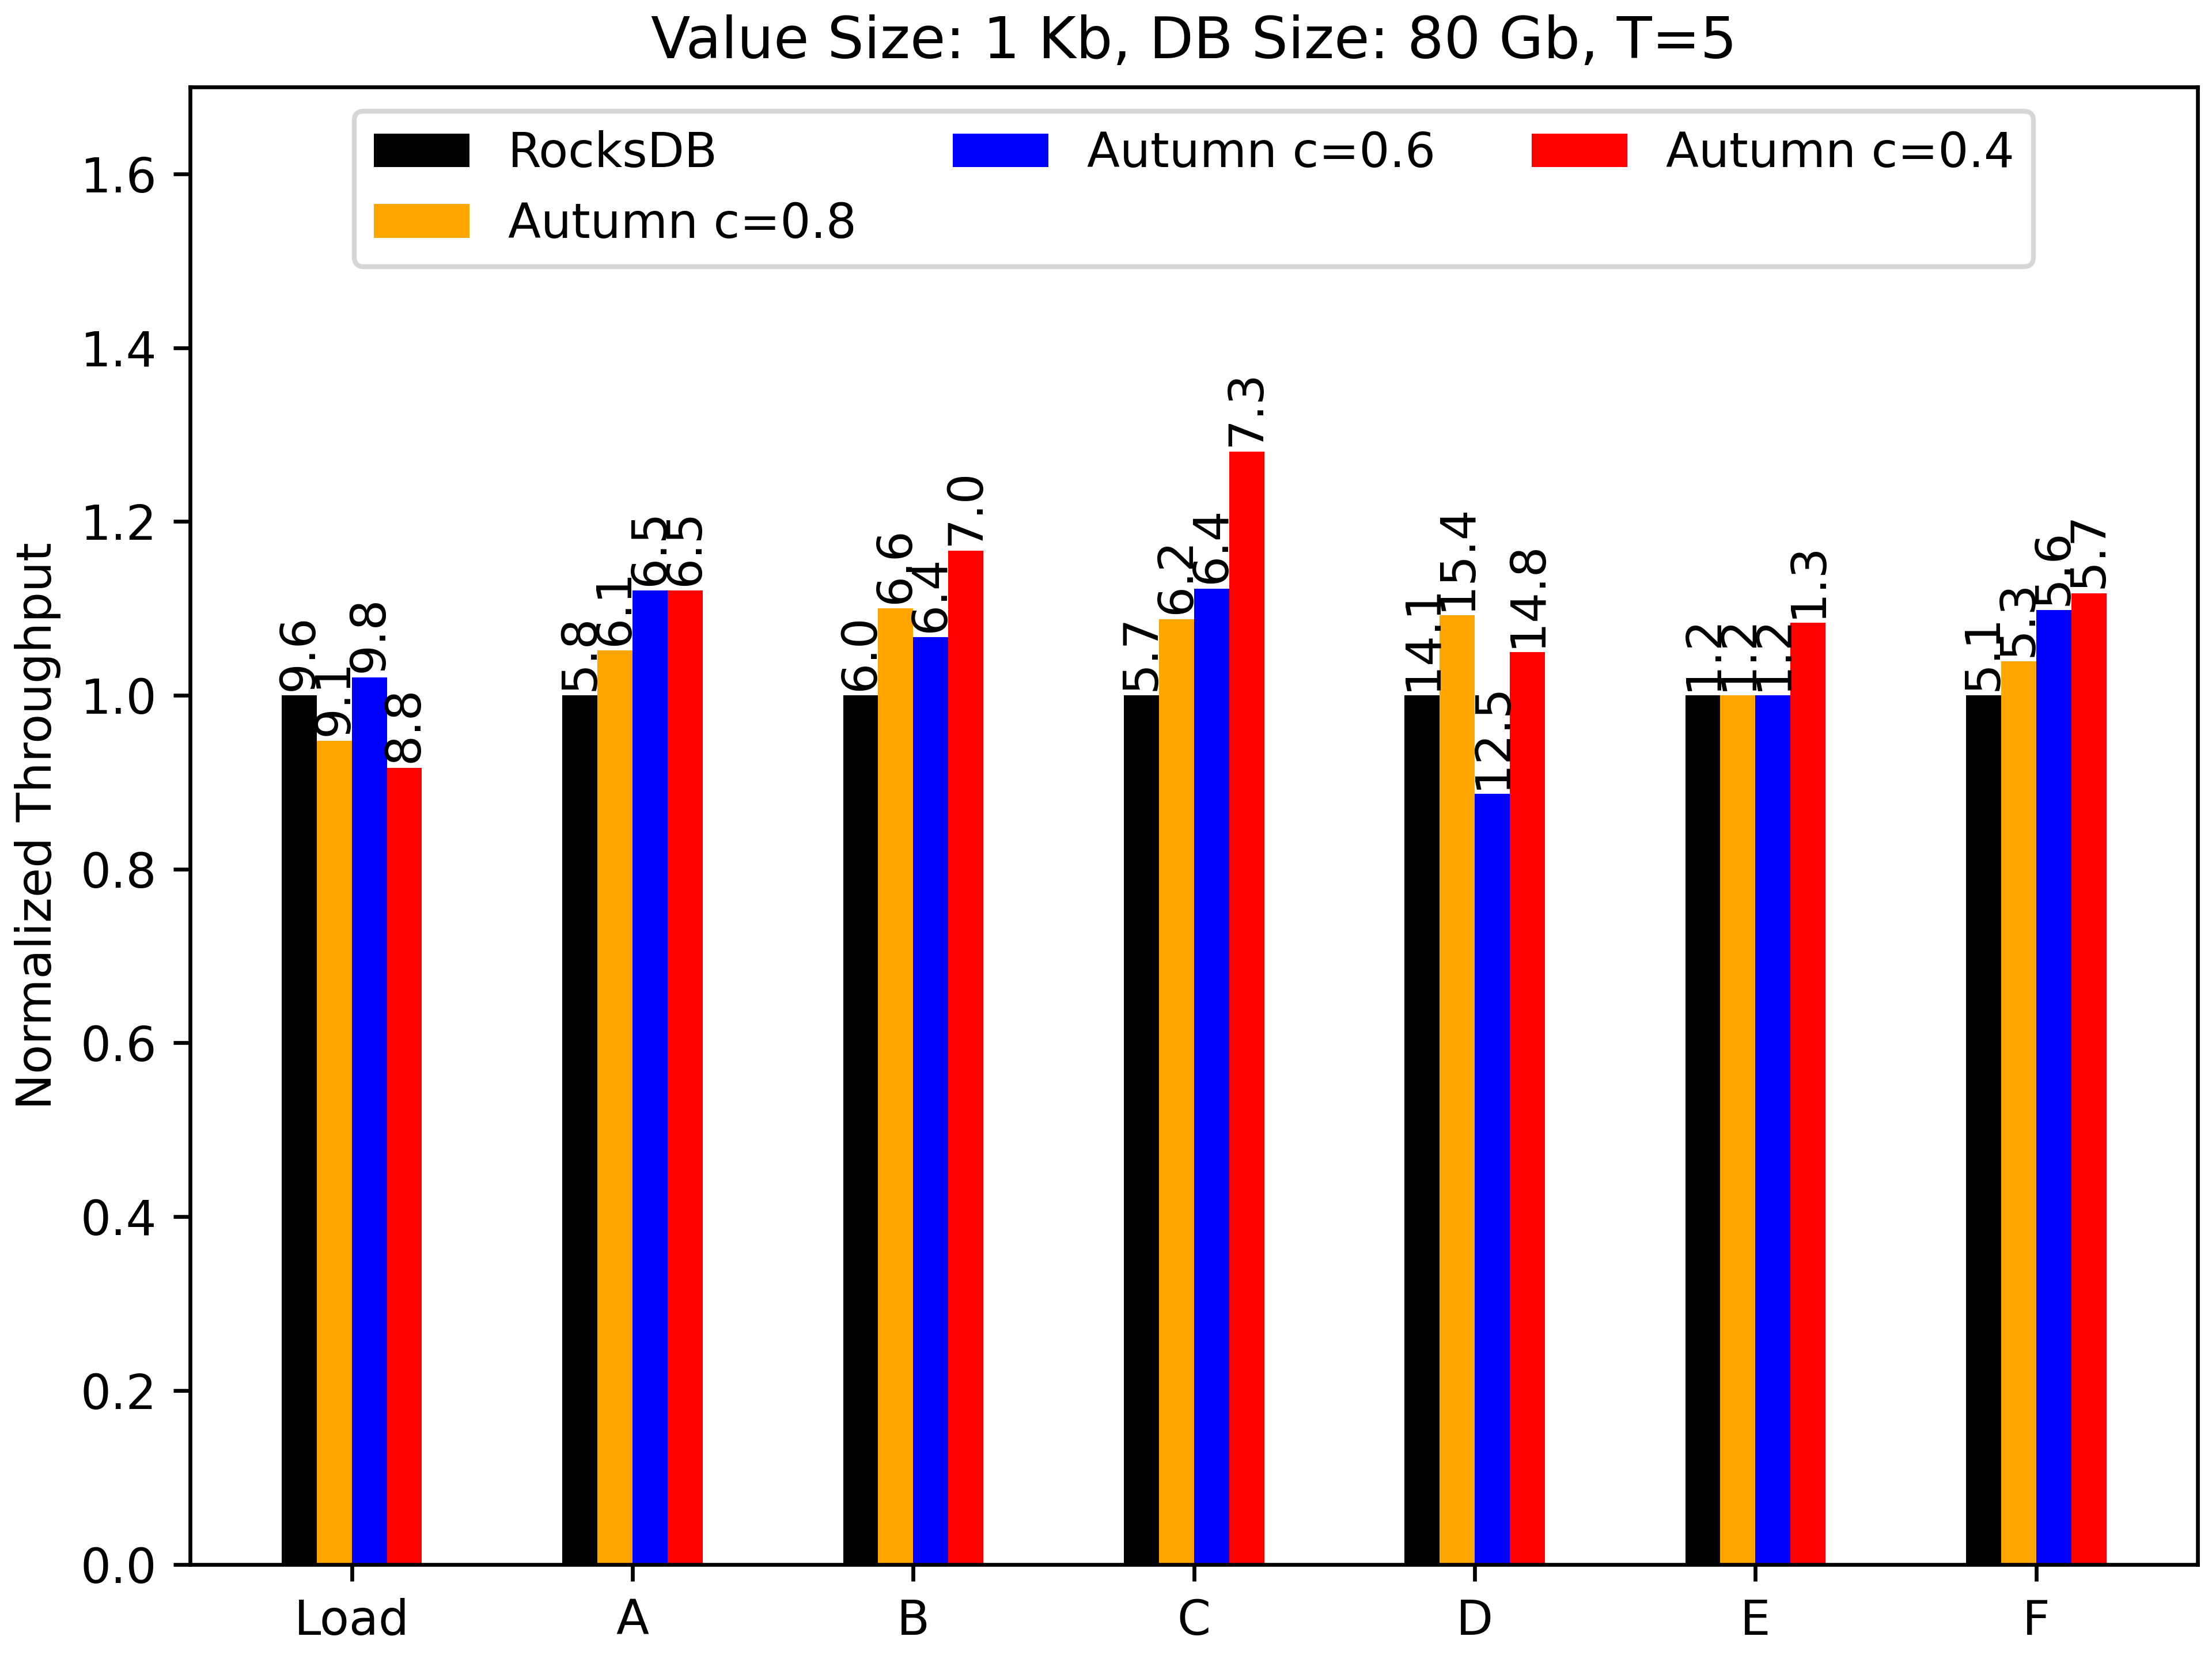 Value Size: 1 Kb, DB Size: 80 Gb, T=5
RocksDB
Autumn c=0.8
Autumn c=0.6
Autumn c=0.4
Normalized Throughput
1.6
1.4
1.2
1.0
0.8
0.6
0.4
0.2
0.0
9.6
9.1
9.8
8.8
5.8
6.1
6.5
6.5
6.0
6.6
6.4
7.0
5.7
6.2
6.4
7.3
14.1
15.4
12.5
14.8
1.2
1.2
1.2
1.3
5.1
5.3
5.6
5.7
Load
A
B
C
D
E
F